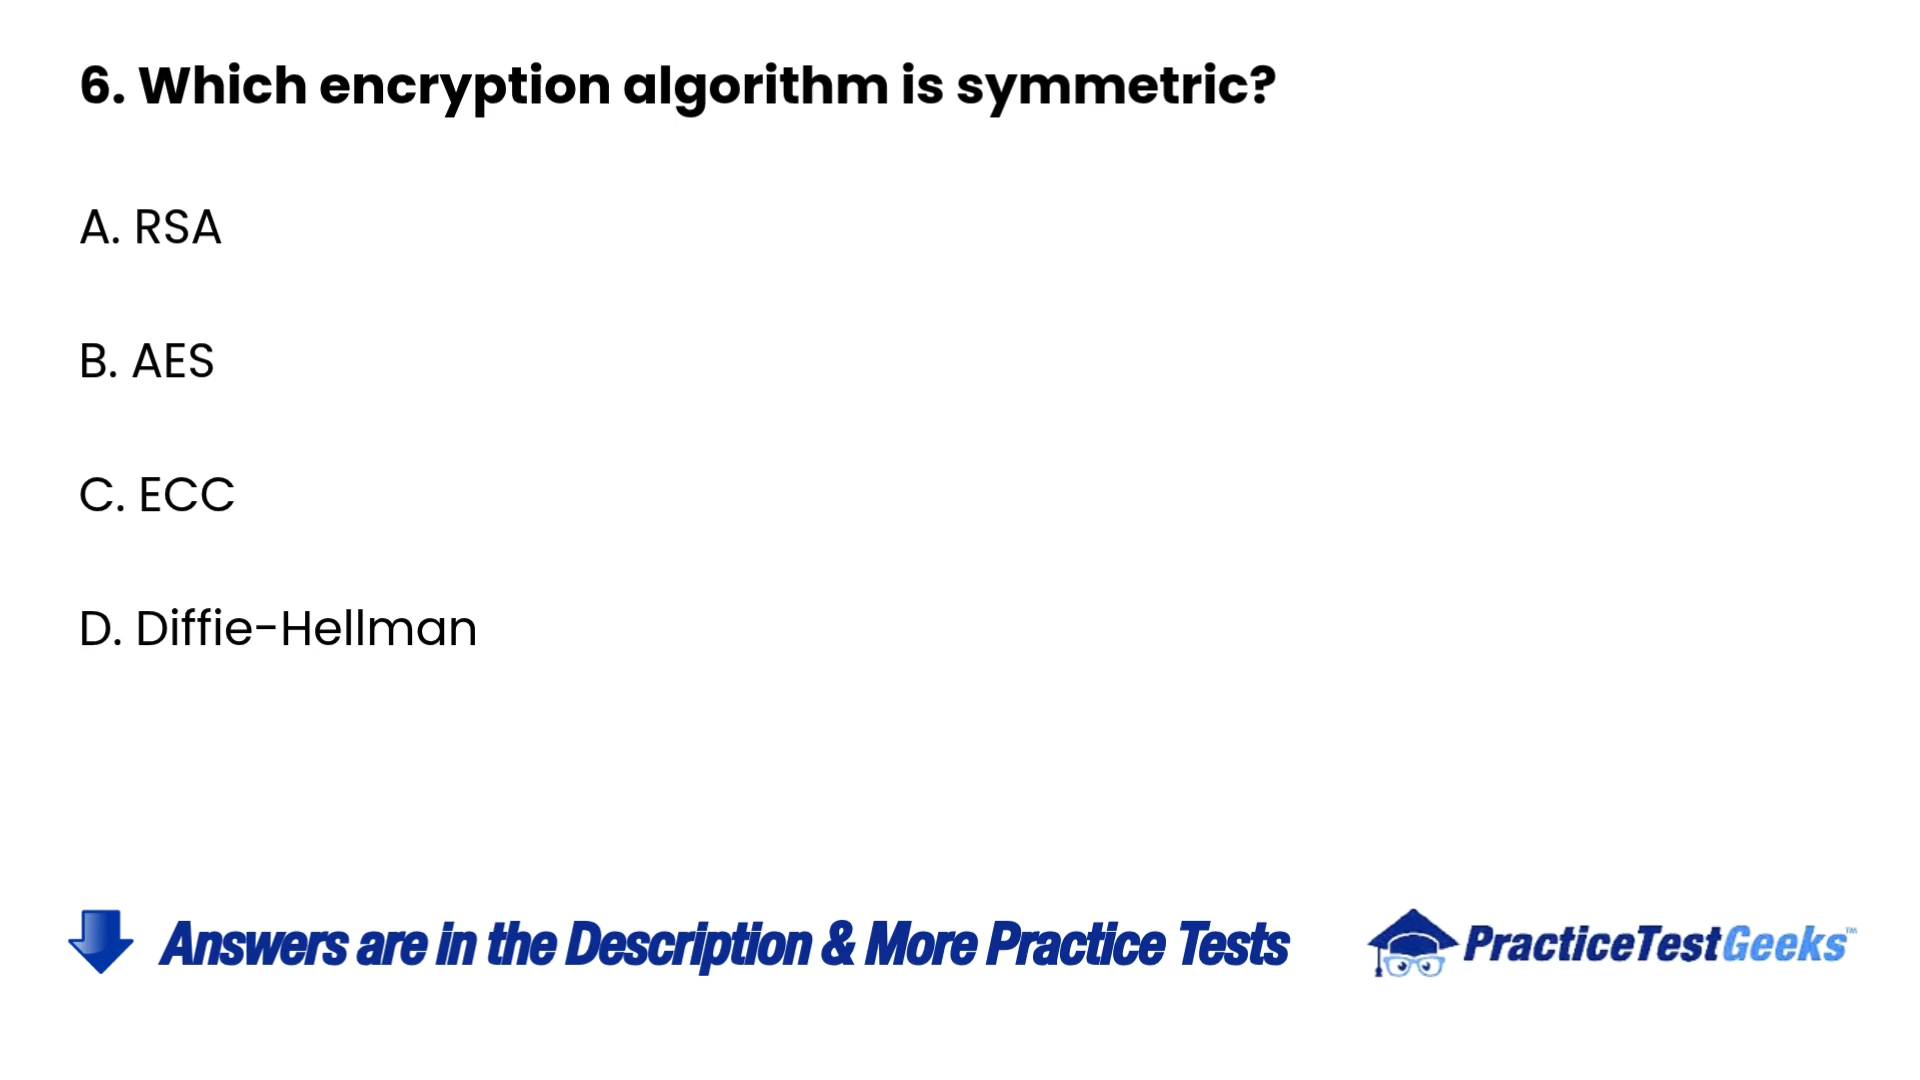 6. Which encryption algorithm is symmetric?
A. RSA
B. AES
C. ECC
D. Diffie-Hellman
Answers are in the Description & More Practice Tests
PracticeTestGeeks™